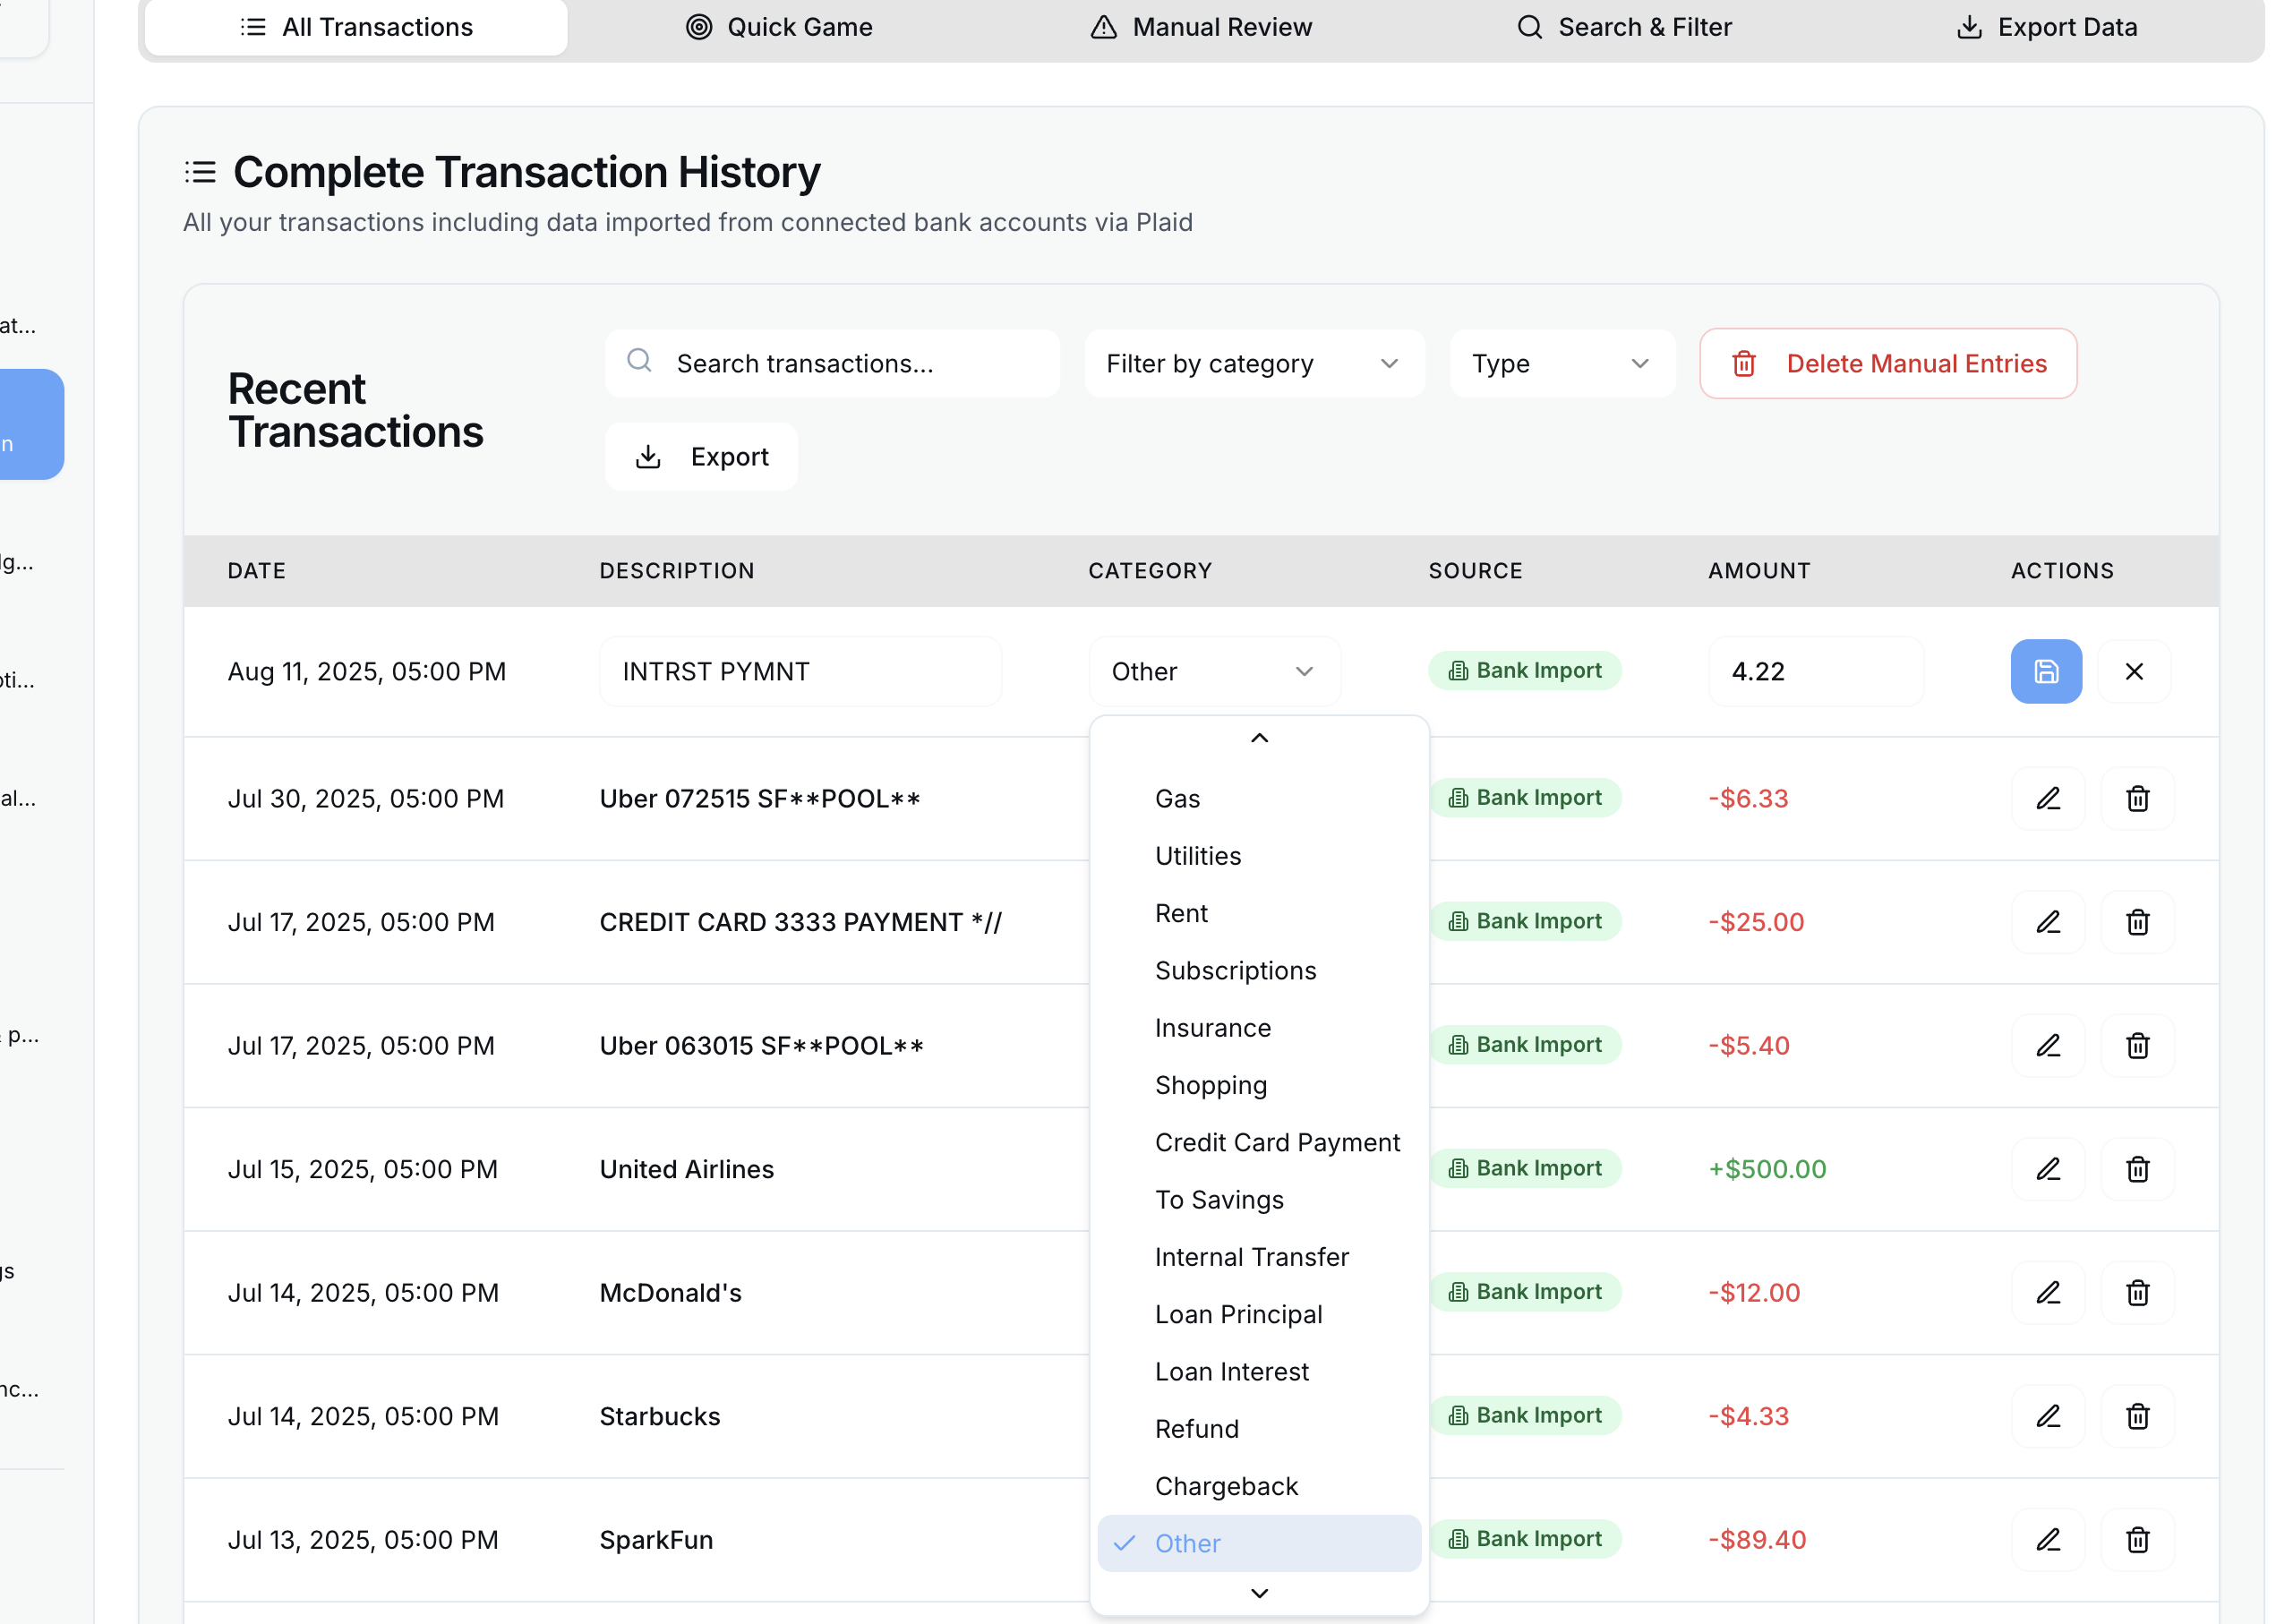 All Transactions
Quick Game
Manual Review
Search & Filter
Export Data
Complete Transaction History
All your transactions including data imported from connected bank accounts via Plaid
at...
n
lg...
oti...
al...
p...
gs
nc...
Recent
Transactions
Search transactions...
Filter by category
Type
Delete Manual Entries
Export
DATE DESCRIPTION CATEGORY SOURCE AMOUNT ACTIONS
Aug 11, 2025, 05:00 PM INTRST PYMNT Other Bank Import 4.22
Jul 30, 2025, 05:00 PM Uber 072515 SF**POOL** Bank Import -$6.33
Jul 17, 2025, 05:00 PM CREDIT CARD 3333 PAYMENT *// Bank Import -$25.00
Jul 17, 2025, 05:00 PM Uber 063015 SF**POOL** Bank Import -$5.40
Jul 15, 2025, 05:00 PM United Airlines Bank Import +$500.00
Jul 14, 2025, 05:00 PM McDonald's Bank Import -$12.00
Jul 14, 2025, 05:00 PM Starbucks Bank Import -$4.33
Jul 13, 2025, 05:00 PM SparkFun Bank Import -$89.40
Gas
Utilities
Rent
Subscriptions
Insurance
Shopping
Credit Card Payment
To Savings
Internal Transfer
Loan Principal
Loan Interest
Refund
Chargeback
Other